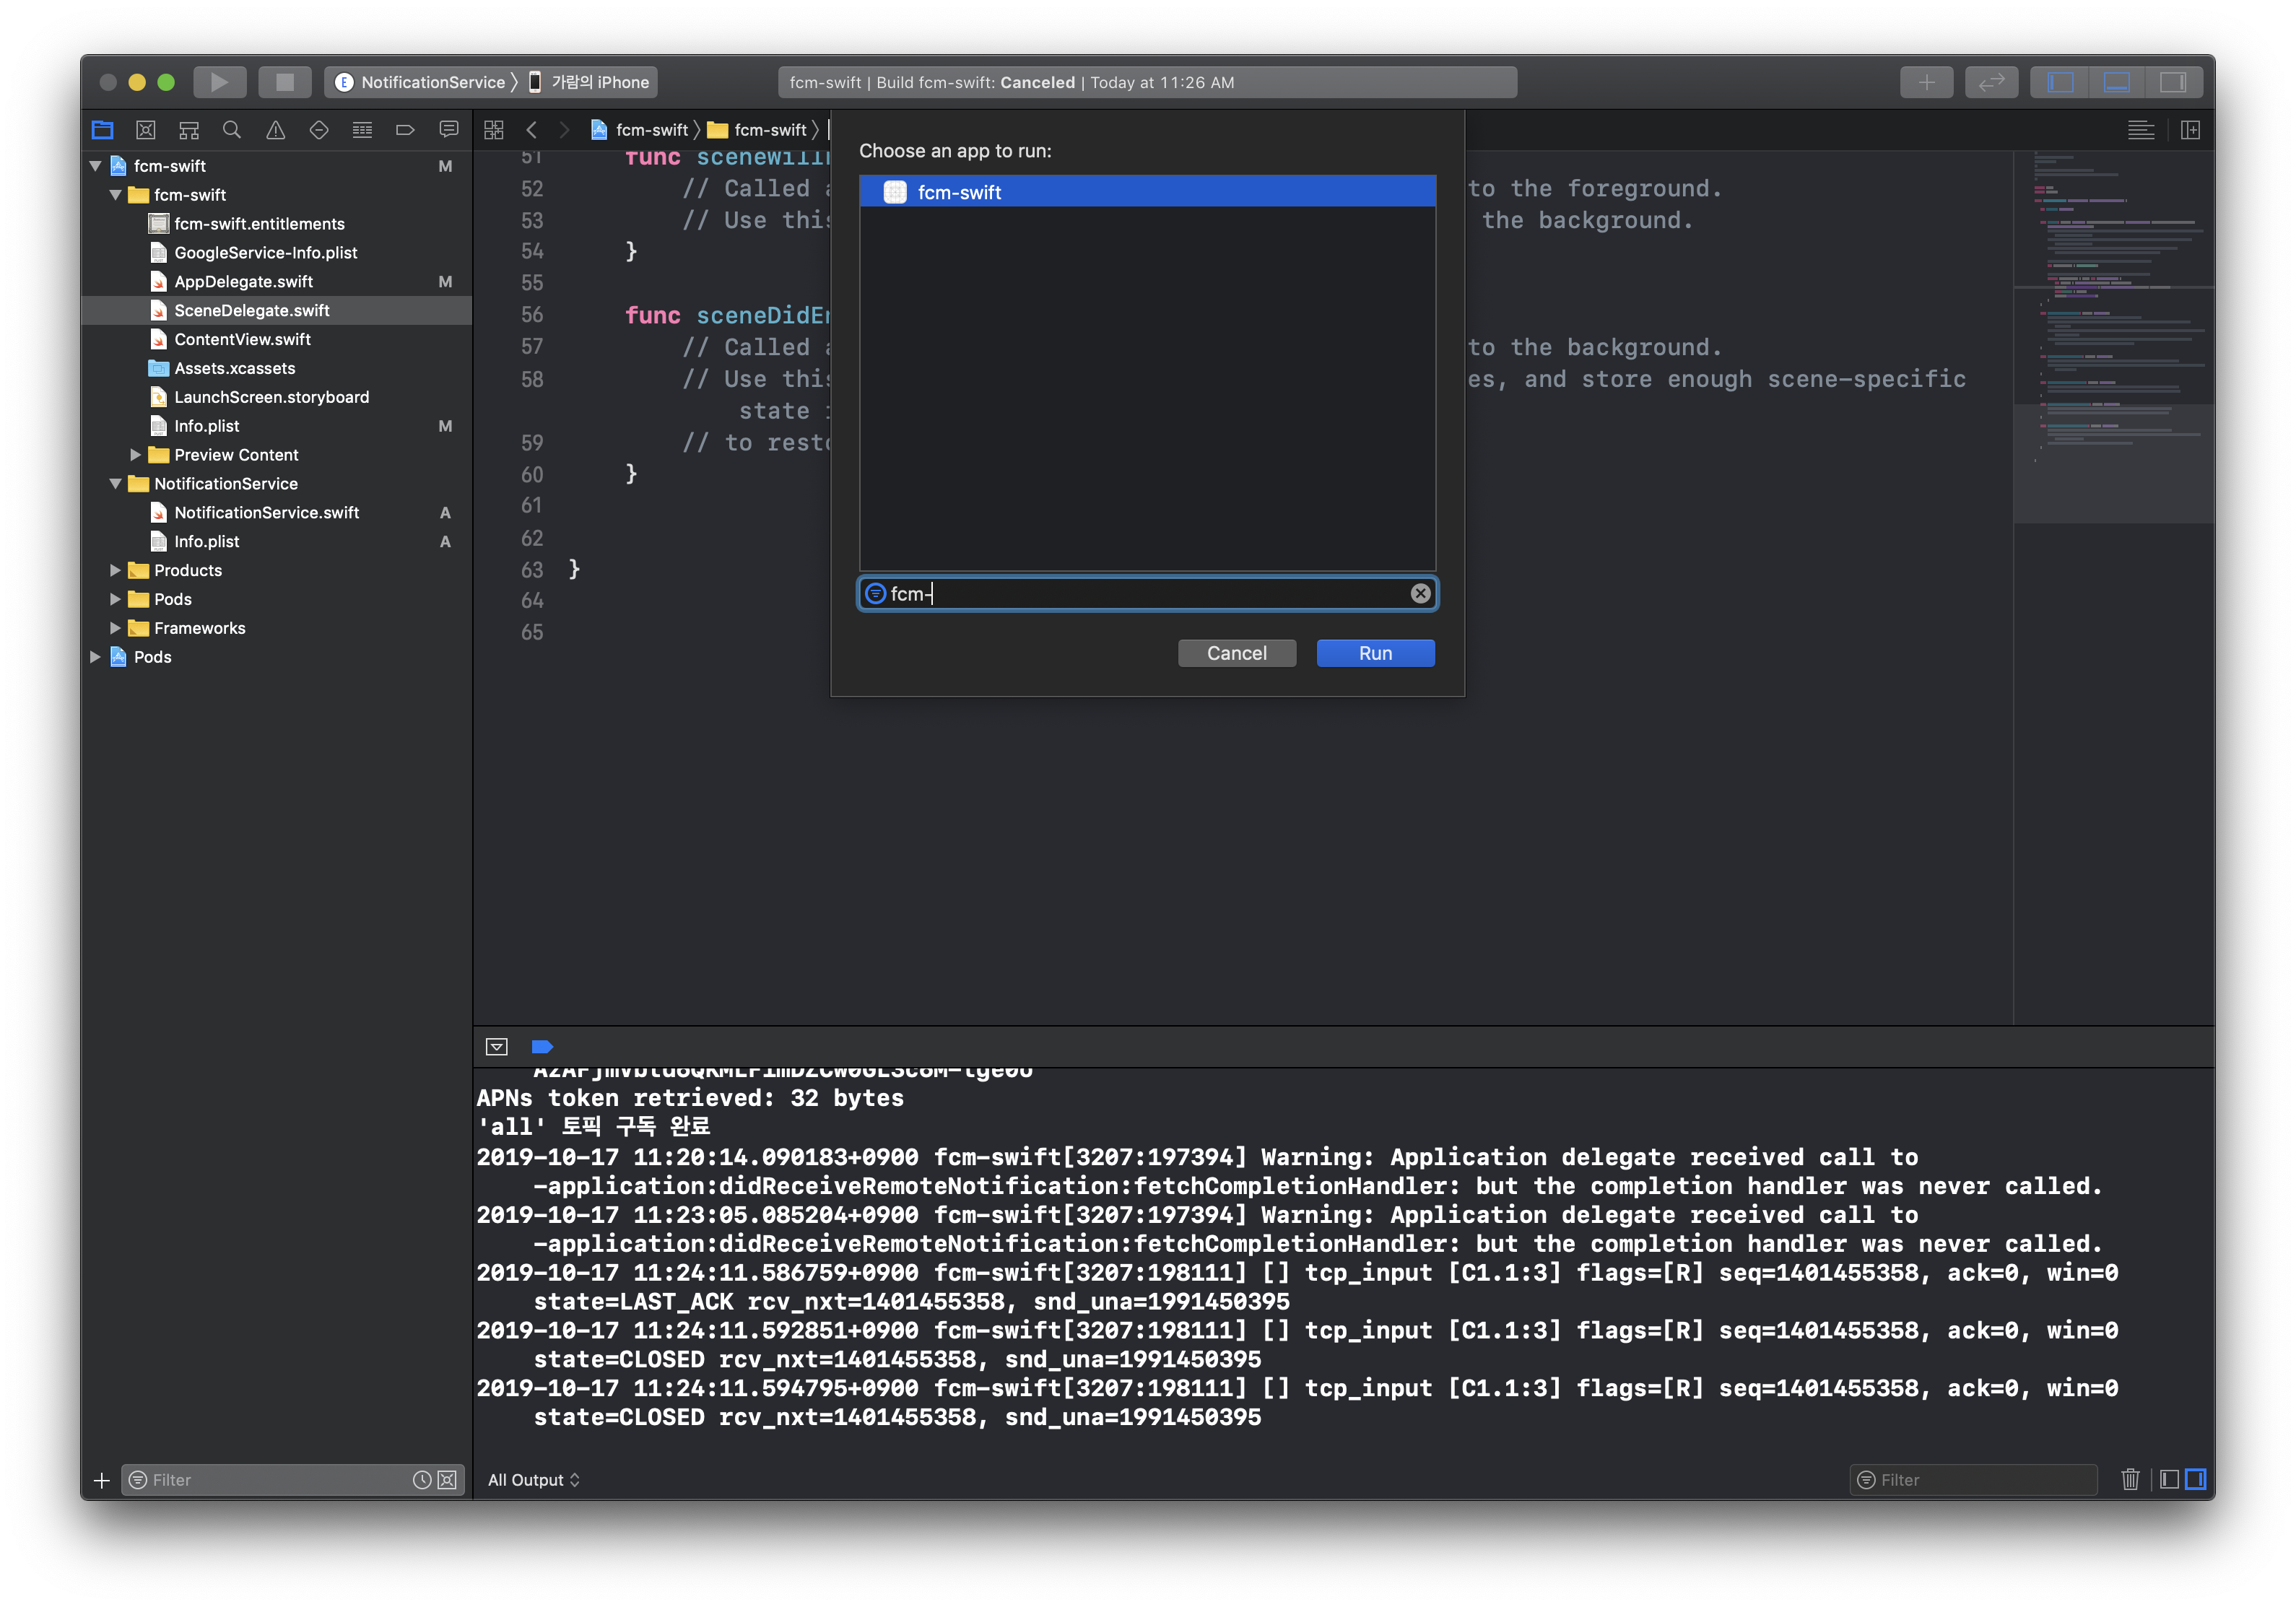 NotificationService 〉 가람의 iPhone
fcm-swift | Build fcm-swift: Canceled | Today at 11:26 AM
fcm-swift 〉 fcm-swift 〉
fcm-swift M
fcm-swift
fcm-swift.entitlements
GoogleService-Info.plist
AppDelegate.swift M
SceneDelegate.swift
ContentView.swift
Assets.xcassets
LaunchScreen.storyboard
Info.plist M
Preview Content
NotificationService
NotificationService.swift A
Info.plist A
Products
Pods
Frameworks
Pods
Filter
51 func sceneWill
52 // Called to the foreground.
53 // Use this the background.
54 }
55
56 func sceneDidEn
57 // Called to the background.
58 // Use this es, and store enough scene-specific
state
59 // to resto
60 }
61
62
63 }
64
65
Choose an app to run:
fcm-swift
fcm-
Cancel Run
APNs token retrieved: 32 bytes
'all' 토픽 구독 완료
2019-10-17 11:20:14.090183+0900 fcm-swift[3207:197394] Warning: Application delegate received call to
-application:didReceiveRemoteNotification:fetchCompletionHandler: but the completion handler was never called.
2019-10-17 11:23:05.085204+0900 fcm-swift[3207:197394] Warning: Application delegate received call to
-application:didReceiveRemoteNotification:fetchCompletionHandler: but the completion handler was never called.
2019-10-17 11:24:11.586759+0900 fcm-swift[3207:198111] [] tcp_input [C1.1:3] flags=[R] seq=1401455358, ack=0, win=0
state=LAST_ACK rcv_nxt=1401455358, snd_una=1991450395
2019-10-17 11:24:11.592851+0900 fcm-swift[3207:198111] [] tcp_input [C1.1:3] flags=[R] seq=1401455358, ack=0, win=0
state=CLOSED rcv_nxt=1401455358, snd_una=1991450395
2019-10-17 11:24:11.594795+0900 fcm-swift[3207:198111] [] tcp_input [C1.1:3] flags=[R] seq=1401455358, ack=0, win=0
state=CLOSED rcv_nxt=1401455358, snd_una=1991450395
All Output
Filter